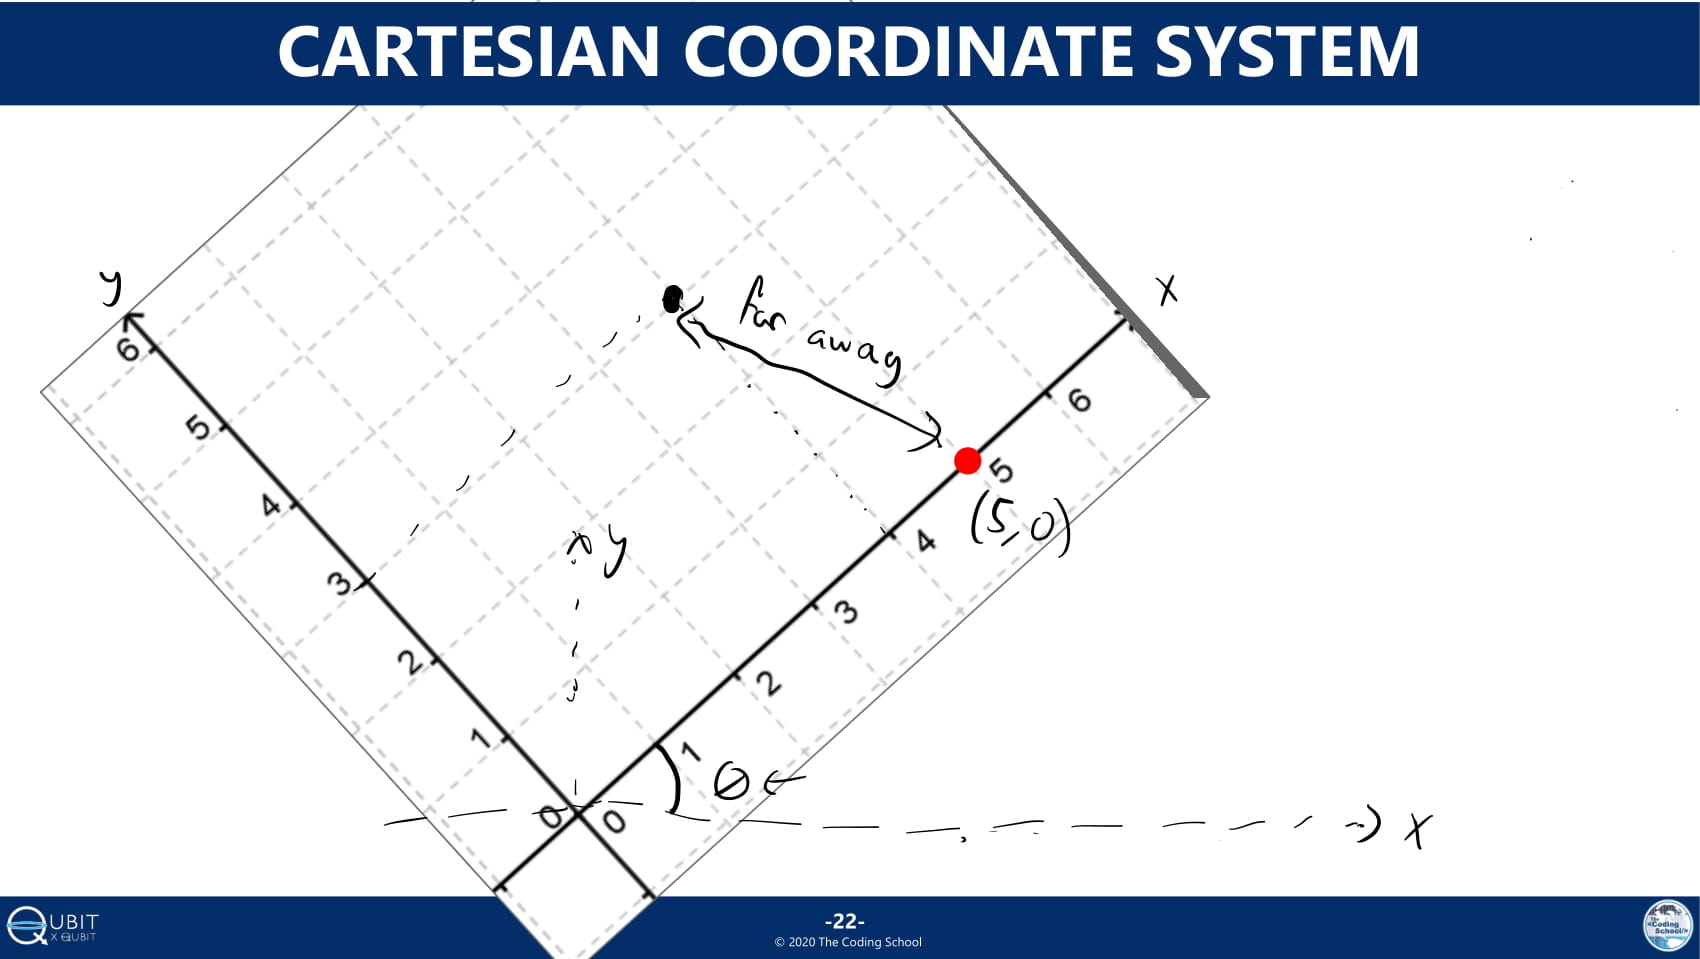 CARTESIAN COORDINATE SYSTEM
y
x
far away
6
5
4
3
2
1
0
0
1
2
3
4
5
6
(5,0)
y
θ
x
QUBIT
X QUBIT
-22-
© 2020 The Coding School
The
<Coding
School/>